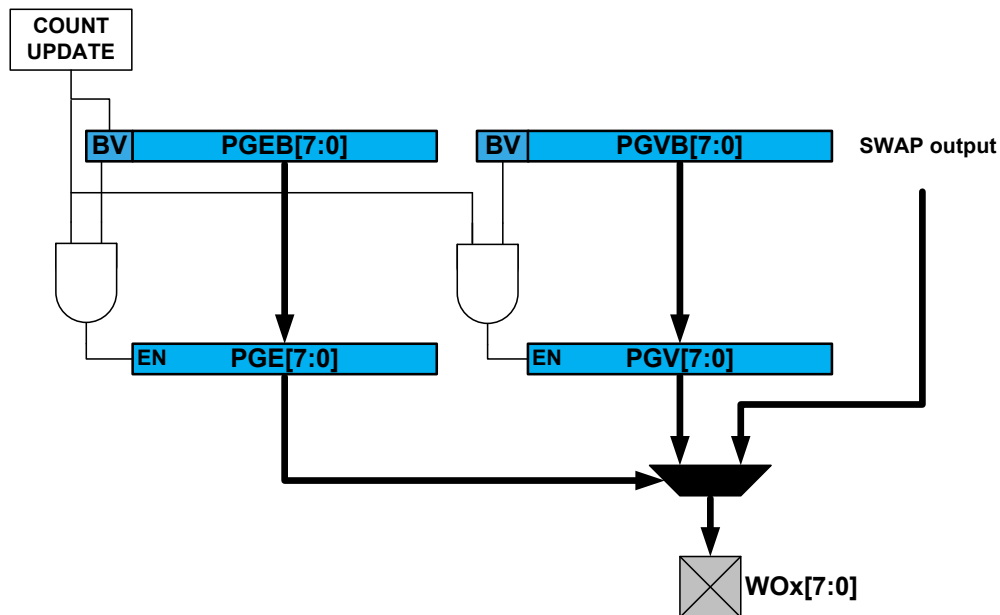 COUNT
UPDATE
BV PGEB[7:0]
BV PGVB[7:0]
SWAP output
EN PGE[7:0]
EN PGV[7:0]
WOx[7:0]